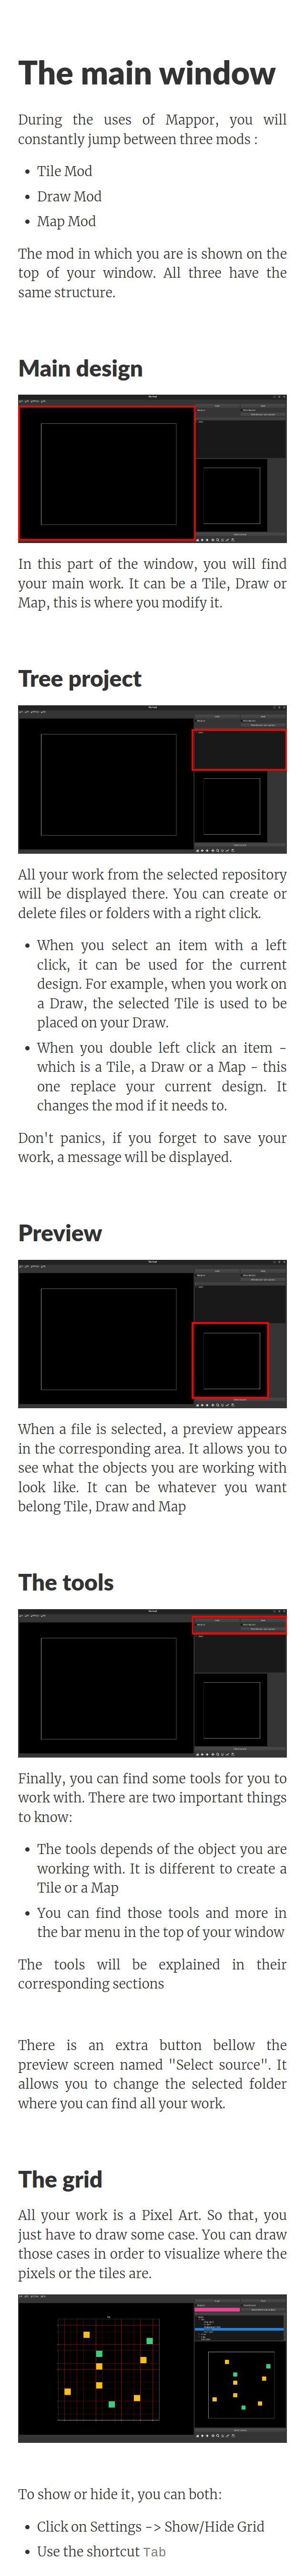 The main window
During the uses of Mappor, you will
constantly jump between three mods :
• Tile Mod
• Draw Mod
• Map Mod
The mod in which you are is shown on the
top of your window. All three have the
same structure.
Main design
In this part of the window, you will find
your main work. It can be a Tile, Draw or
Map, this is where you modify it.
Tree project
All your work from the selected repository
will be displayed there. You can create or
delete files or folders with a right click.
• When you select an item with a left
click, it can be used for the current
design. For example, when you work on
a Draw, the selected Tile is used to be
placed on your Draw.
• When you double left click an item -
which is a Tile, a Draw or a Map - this
one replace your current design. It
changes the mod if it needs to.
Don't panics, if you forget to save your
work, a message will be displayed.
Preview
When a file is selected, a preview appears
in the corresponding area. It allows you to
see what the objects you are working with
look like. It can be whatever you want
belong Tile, Draw and Map
The tools
Finally, you can find some tools for you to
work with. There are two important things
to know:
• The tools depends of the object you are
working with. It is different to create a
Tile or a Map
• You can find those tools and more in
the bar menu in the top of your window
The tools will be explained in their
corresponding sections
There is an extra button bellow the
preview screen named "Select source". It
allows you to change the selected folder
where you can find all your work.
The grid
All your work is a Pixel Art. So that, you
just have to draw some case. You can draw
those cases in order to visualize where the
pixels or the tiles are.
To show or hide it, you can both:
• Click on Settings -> Show/Hide Grid
• Use the shortcut Tab